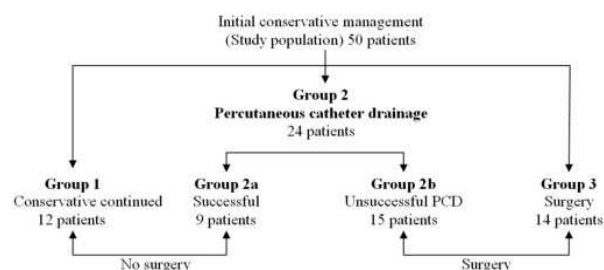 Initial conservative management
(Study population) 50 patients
Group 2
Percutaneous catheter drainage
24 patients
Group 1
Conservative continued
12 patients
Group 2a
Successful
9 patients
Group 2b
Unsuccessful PCD
15 patients
Group 3
Surgery
14 patients
No surgery
Surgery